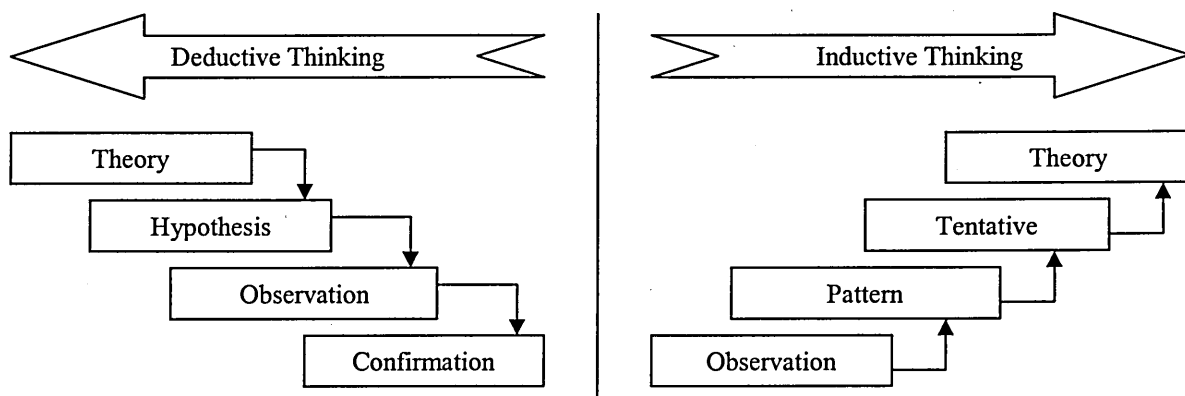 Deductive Thinking
Theory
Hypothesis
Observation
Confirmation
Inductive Thinking
Theory
Tentative
Pattern
Observation